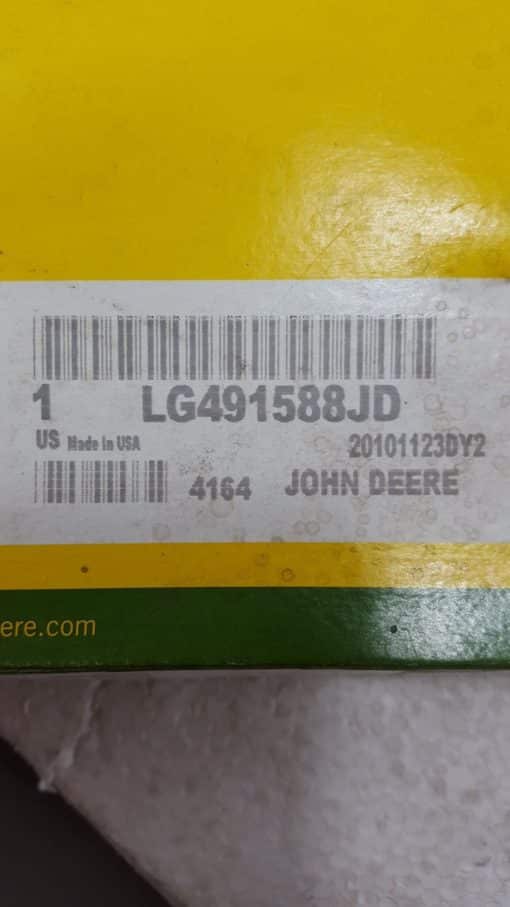 1 LG491588JD
US Made in USA 20101123DY2
4164 JOHN DEERE
ere.com